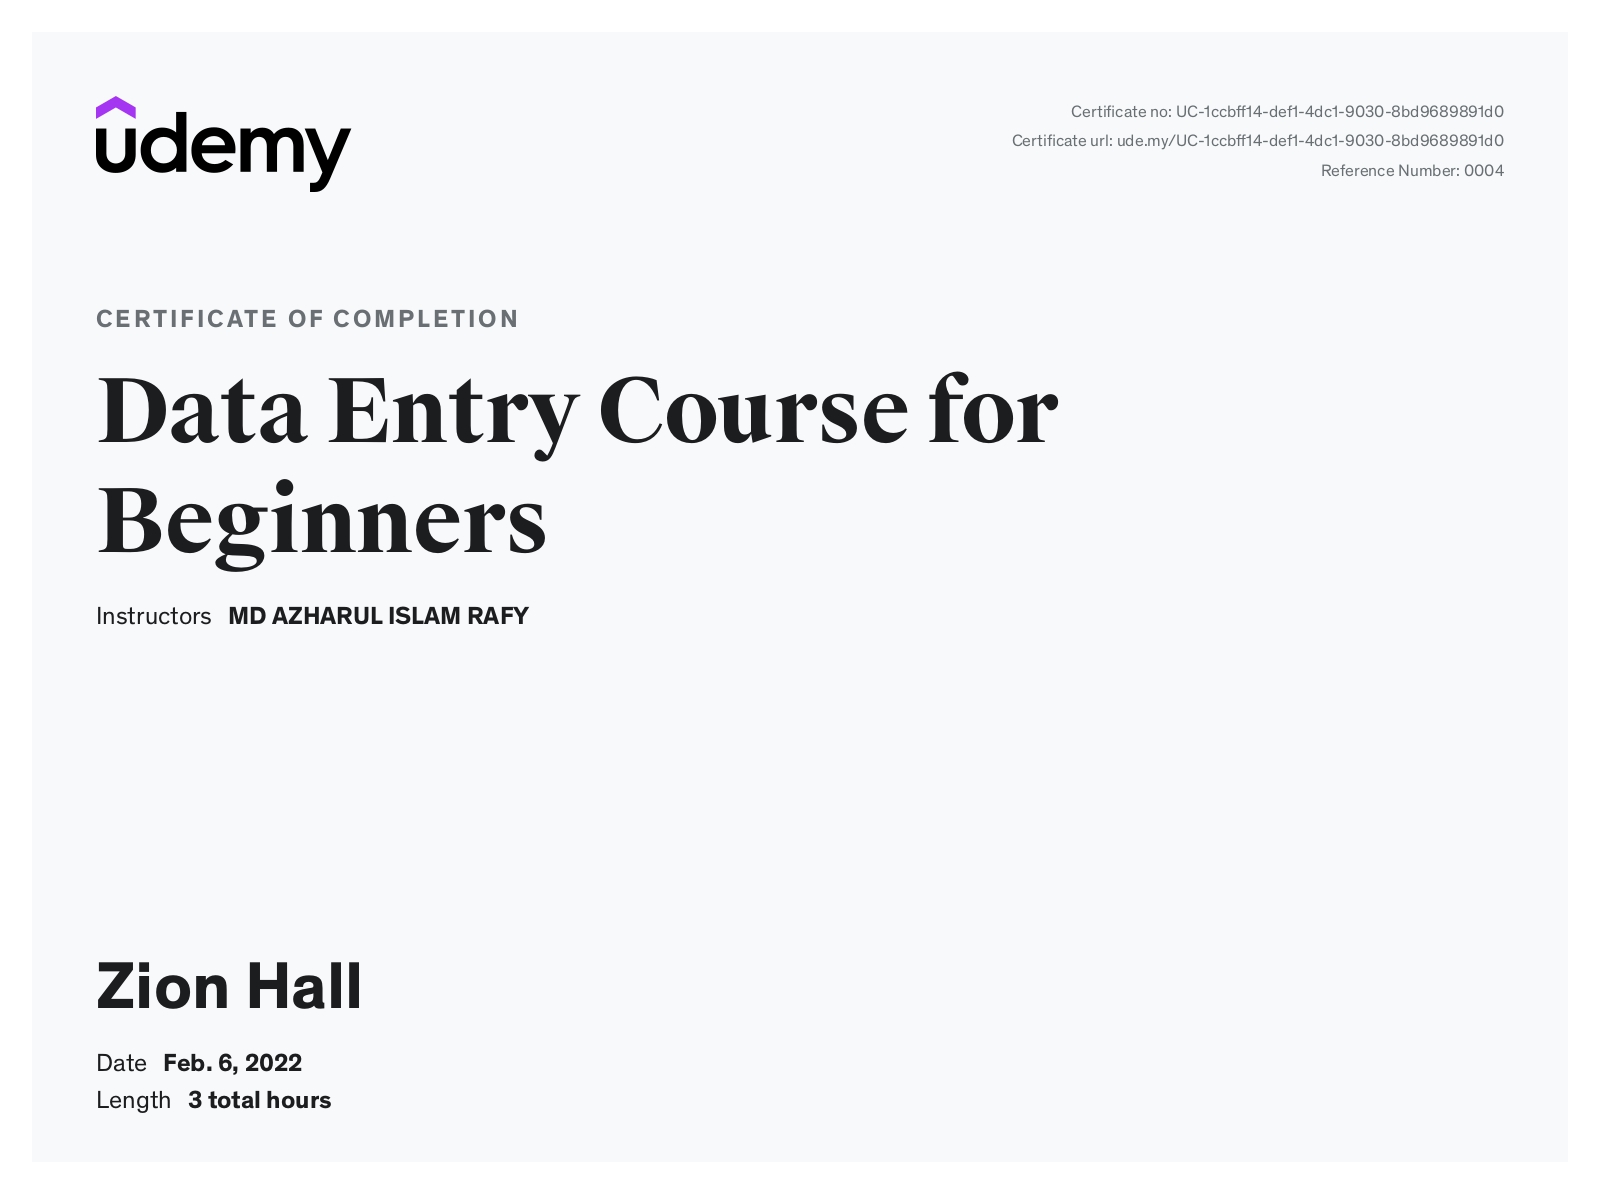 udemy
Certificate no: UC-1ccbff14-def1-4dc1-9030-8bd9689891d0
Certificate url: ude.my/UC-1ccbff14-def1-4dc1-9030-8bd9689891d0
Reference Number: 0004
CERTIFICATE OF COMPLETION
Data Entry Course for
Beginners
Instructors MD AZHARUL ISLAM RAFY
Zion Hall
Date Feb. 6, 2022
Length 3 total hours